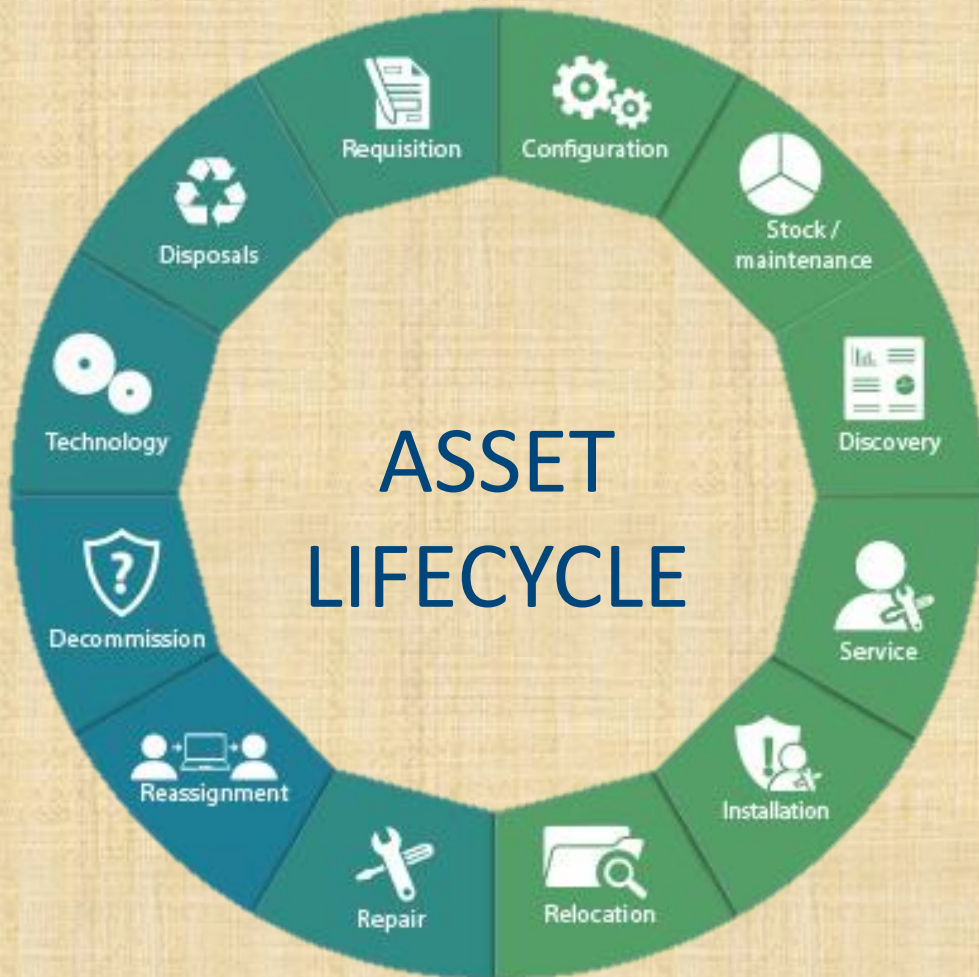 Requisition
Configuration
Stock /
maintenance
Discovery
Service
Installation
Relocation
Repair
Reassignment
Decommission
?
Technology
Disposals
ASSET
LIFECYCLE
!